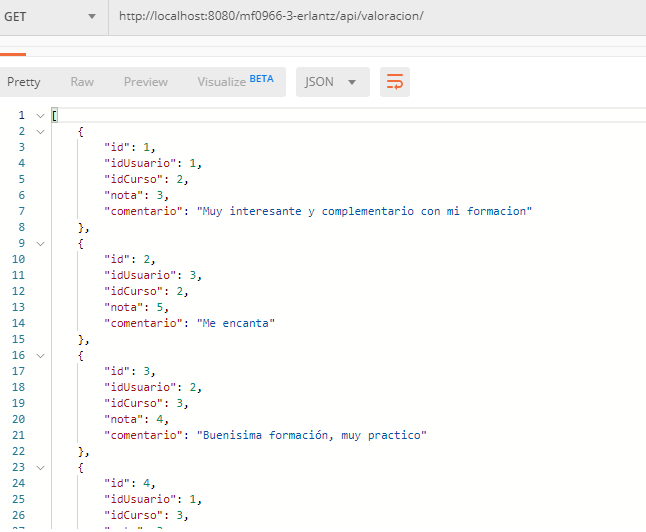 GET http://localhost:8080/mf0966-3-erlantz/api/valoracion/
Pretty Raw Preview Visualize BETA JSON
1 [
2 {
3 "id": 1,
4 "idUsuario": 1,
5 "idCurso": 2,
6 "nota": 3,
7 "comentario": "Muy interesante y complementario con mi formacion"
8 },
9 {
10 "id": 2,
11 "idUsuario": 3,
12 "idCurso": 2,
13 "nota": 5,
14 "comentario": "Me encanta"
15 },
16 {
17 "id": 3,
18 "idUsuario": 2,
19 "idCurso": 3,
20 "nota": 4,
21 "comentario": "Buenisima formación, muy practico"
22 },
23 {
24 "id": 4,
25 "idUsuario": 1,
26 "idCurso": 3,